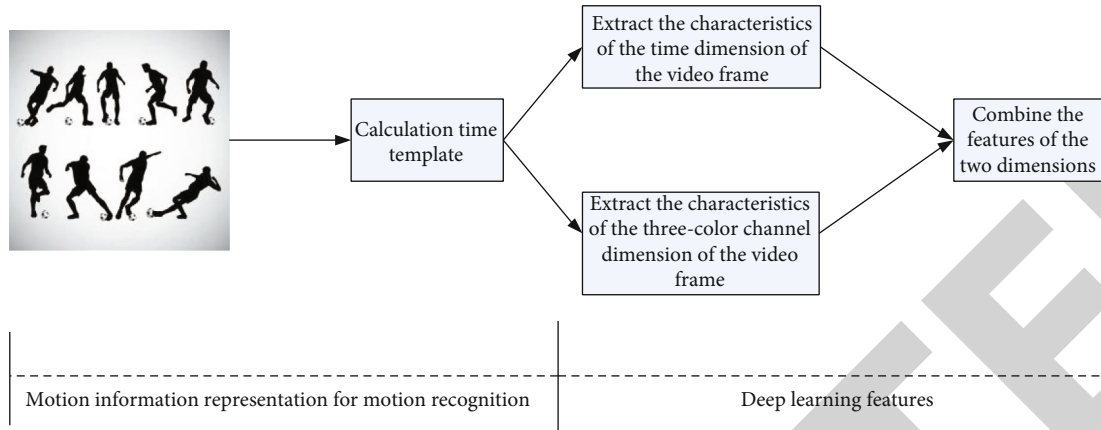 Extract the characteristics
of the time dimension of
the video frame
Calculation time
template
Combine the
features of the
two dimensions
Extract the characteristics
of the three-color channel
dimension of the video
frame
Motion information representation for motion recognition
Deep learning features